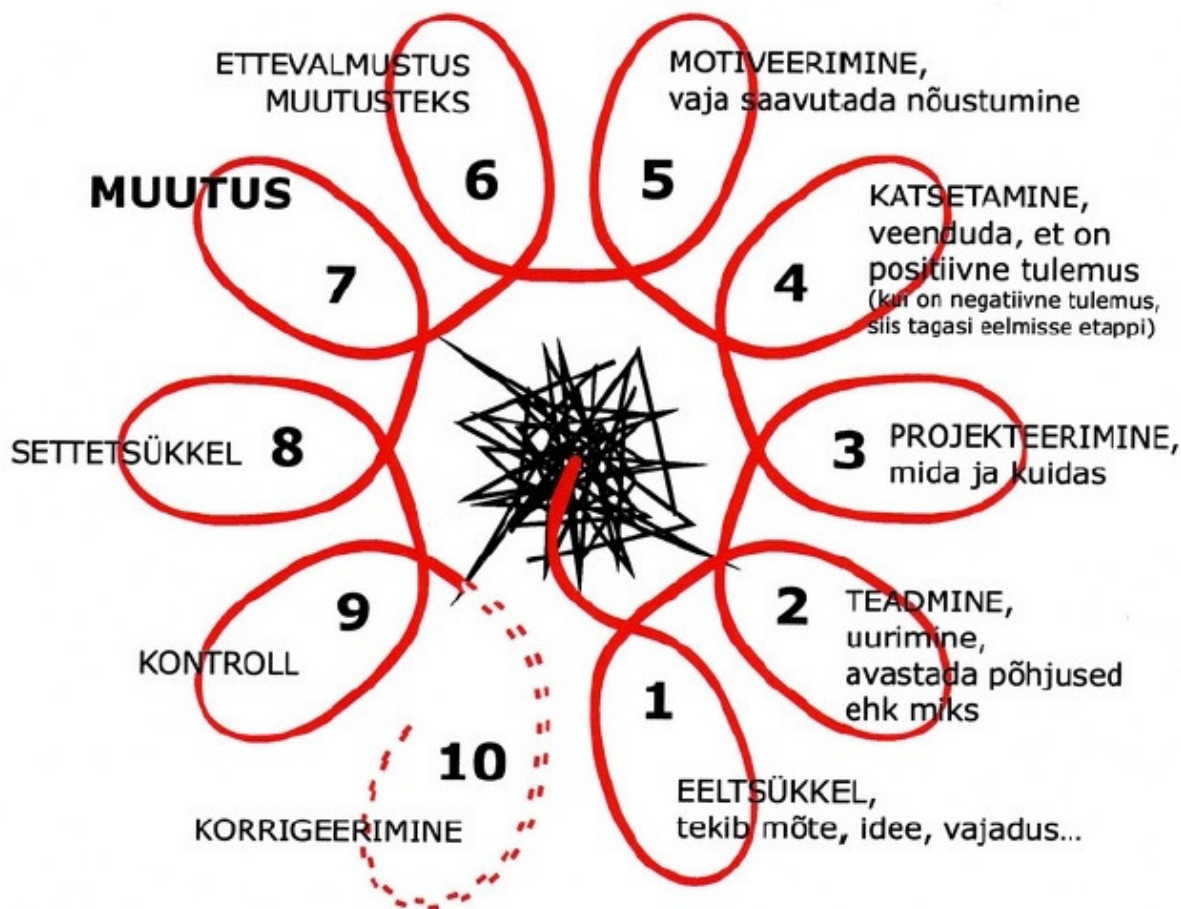 ETTEVALMUSTUS
MUUTUSTEKS
6
MOTIVEERIMINE,
vaja saavutada nõustumine
5
MUUTUS
7
KATSETAMINE,
veenduda, et on
positiivne tulemus
(kui on negatiivne tulemus,
siis tagasi eelmisse etappi)
4
SETTETSÜKKEL 8
3 PROJEKTEERIMINE,
mida ja kuidas
9
KONTROLL
2 TEADMINE,
uurimine,
avastada põhjused
ehk miks
1
EELTSÜKKEL,
tekib mõte, idee, vajadus...
10
KORRIGEERIMINE